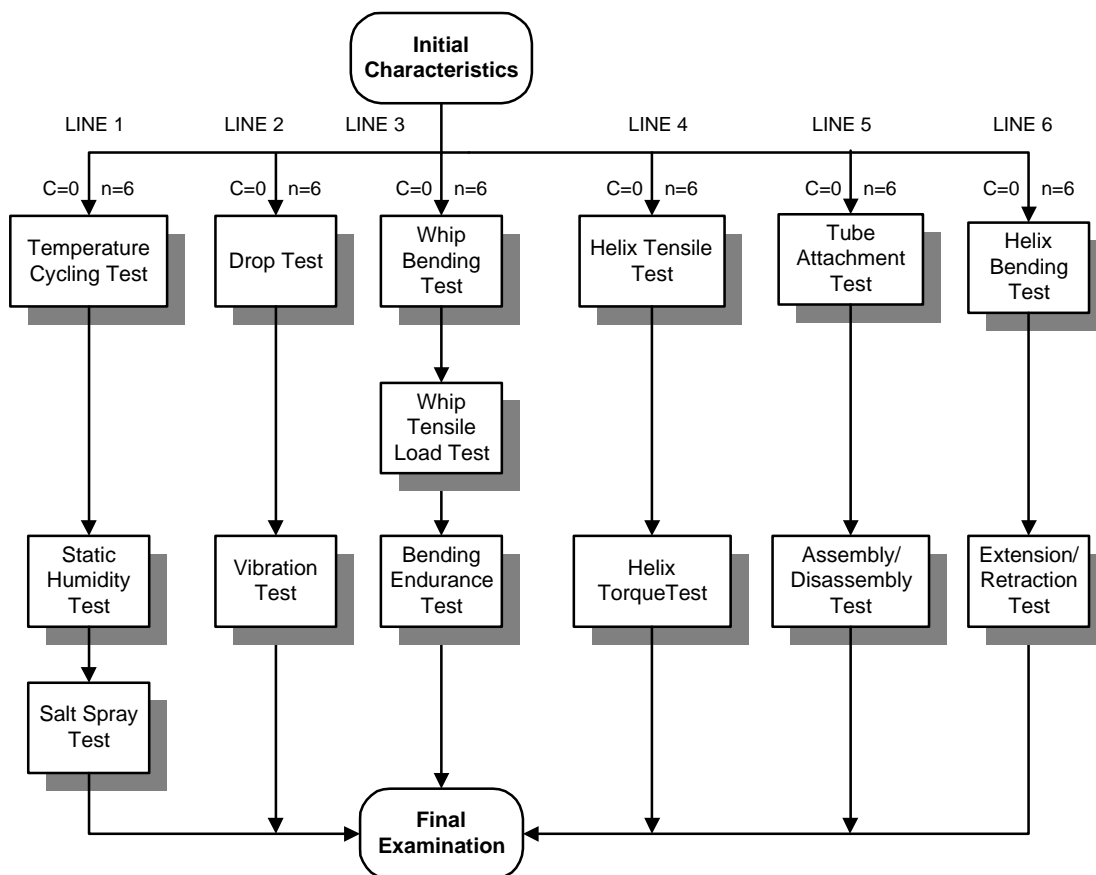 Initial
Characteristics
LINE 1
LINE 2
LINE 3
LINE 4
LINE 5
LINE 6
C=0 n=6
C=0 n=6
C=0 n=6
C=0 n=6
C=0 n=6
C=0 n=6
Temperature
Cycling Test
Drop Test
Whip
Bending
Test
Helix Tensile
Test
Tube
Attachment
Test
Helix
Bending
Test
Whip
Tensile
Load Test
Static
Humidity
Test
Vibration
Test
Bending
Endurance
Test
Helix
TorqueTest
Assembly/
Disassembly
Test
Extension/
Retraction
Test
Salt Spray
Test
Final
Examination